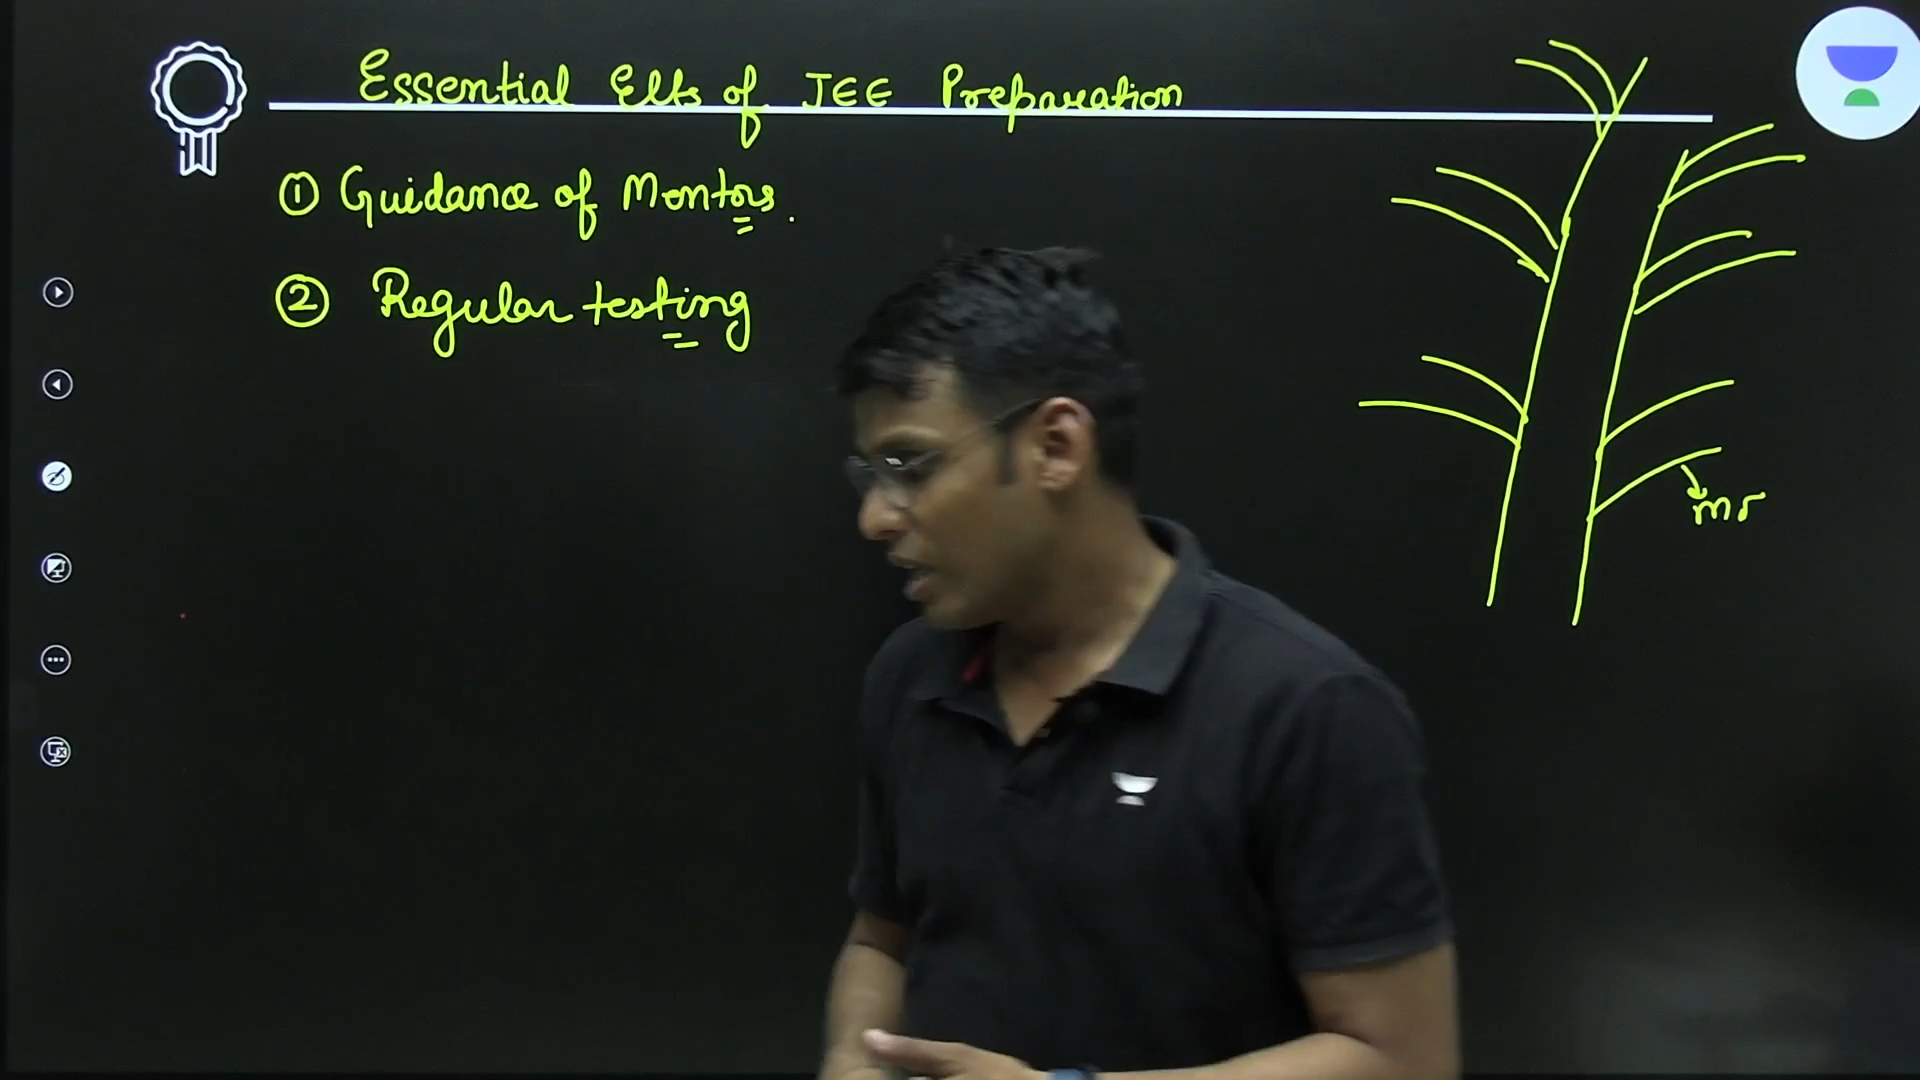 Essential Elts of JEE Preparation
① Guidance of Mentors.
② Regular testing
mr